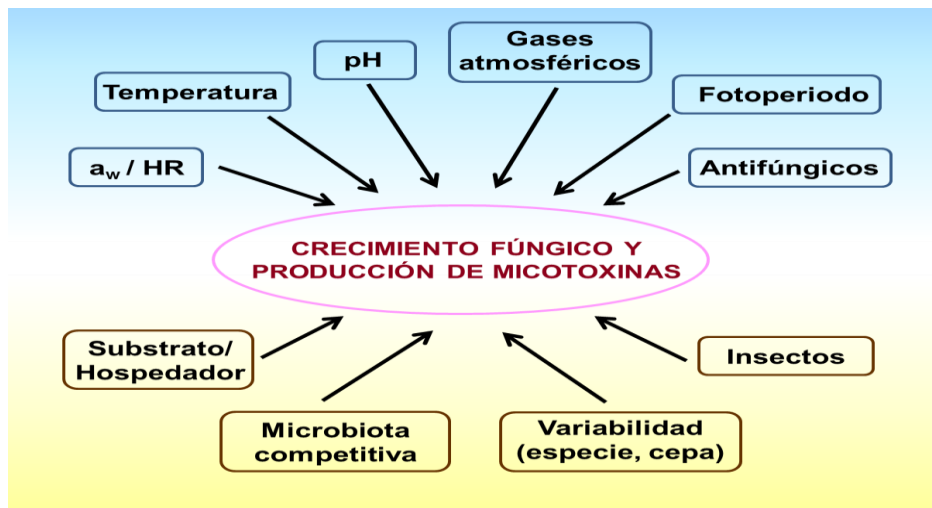 Gases
atmosféricos
pH
Temperatura
Fotoperiodo
a_w / HR
Antifúngicos
CRECIMIENTO FÚNGICO Y
PRODUCCIÓN DE MICOTOXINAS
Substrato/
Hospedador
Insectos
Microbiota
competitiva
Variabilidad
(especie, cepa)